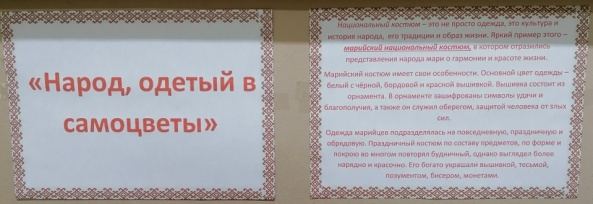 «Народ, одетый в
самоцветы»
Национальный костюм – это не просто одежда, это культура и
история народа, его традиции и образ жизни. Яркий пример этого –
марийский национальный костюм, в котором отразились
представления народа мари о гармонии и красоте жизни.
Марийский костюм имеет свои особенности. Основной цвет одежды –
белый с чёрной, бордовой и красной вышивкой. Вышивка состоит из
орнамента. В орнаменте зашифрованы символы удачи и
благополучия, а также он служил оберегом, защитой человека от злых
сил.
Одежда марийцев подразделялась на повседневную, праздничную и
обрядовую. Праздничный костюм по составу предметов, по форме и
покрою во многом повторял будничный, однако выглядел более
нарядно и красочно. Его богато украшали вышивкой, тесьмой,
позументом, бисером, монетами.